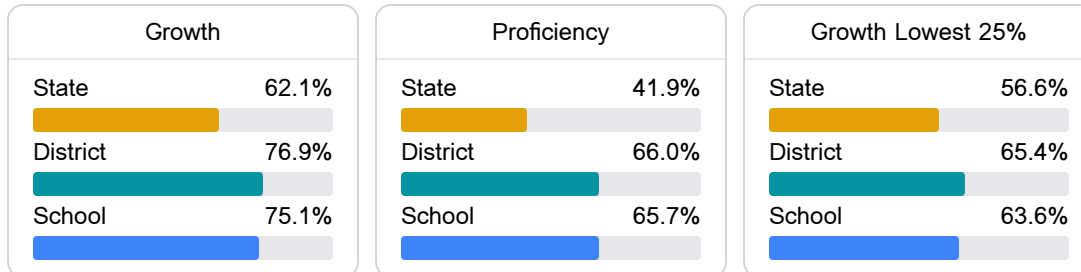 Growth
State 62.1%
District 76.9%
School 75.1%
Proficiency
State 41.9%
District 66.0%
School 65.7%
Growth Lowest 25%
State 56.6%
District 65.4%
School 63.6%